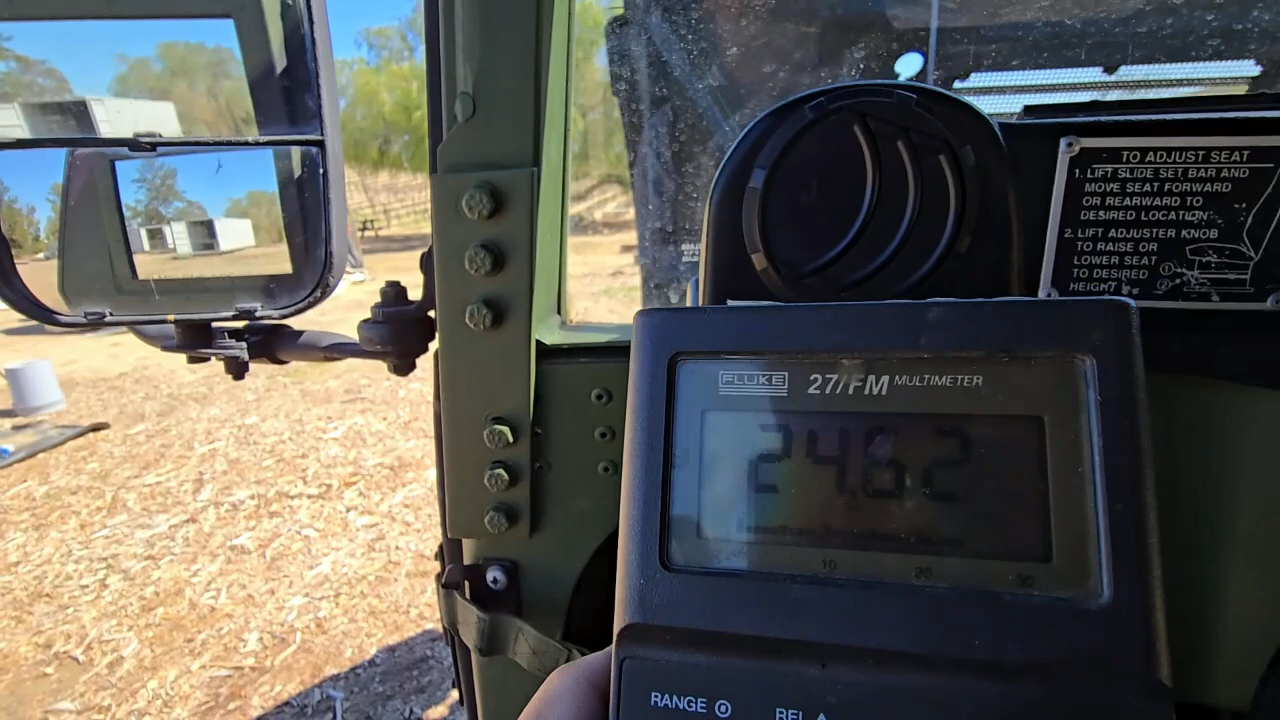 TO ADJUST SEAT
1. LIFT SLIDE SET BAR AND
MOVE SEAT FORWARD
OR REARWARD TO
DESIRED LOCATION
2. LIFT ADJUSTER KNOB
TO RAISE OR
LOWER SEAT
TO DESIRED
HEIGHT
1
2
FLUKE 27/FM MULTIMETER
24.62
10 20 30
RANGE
REL